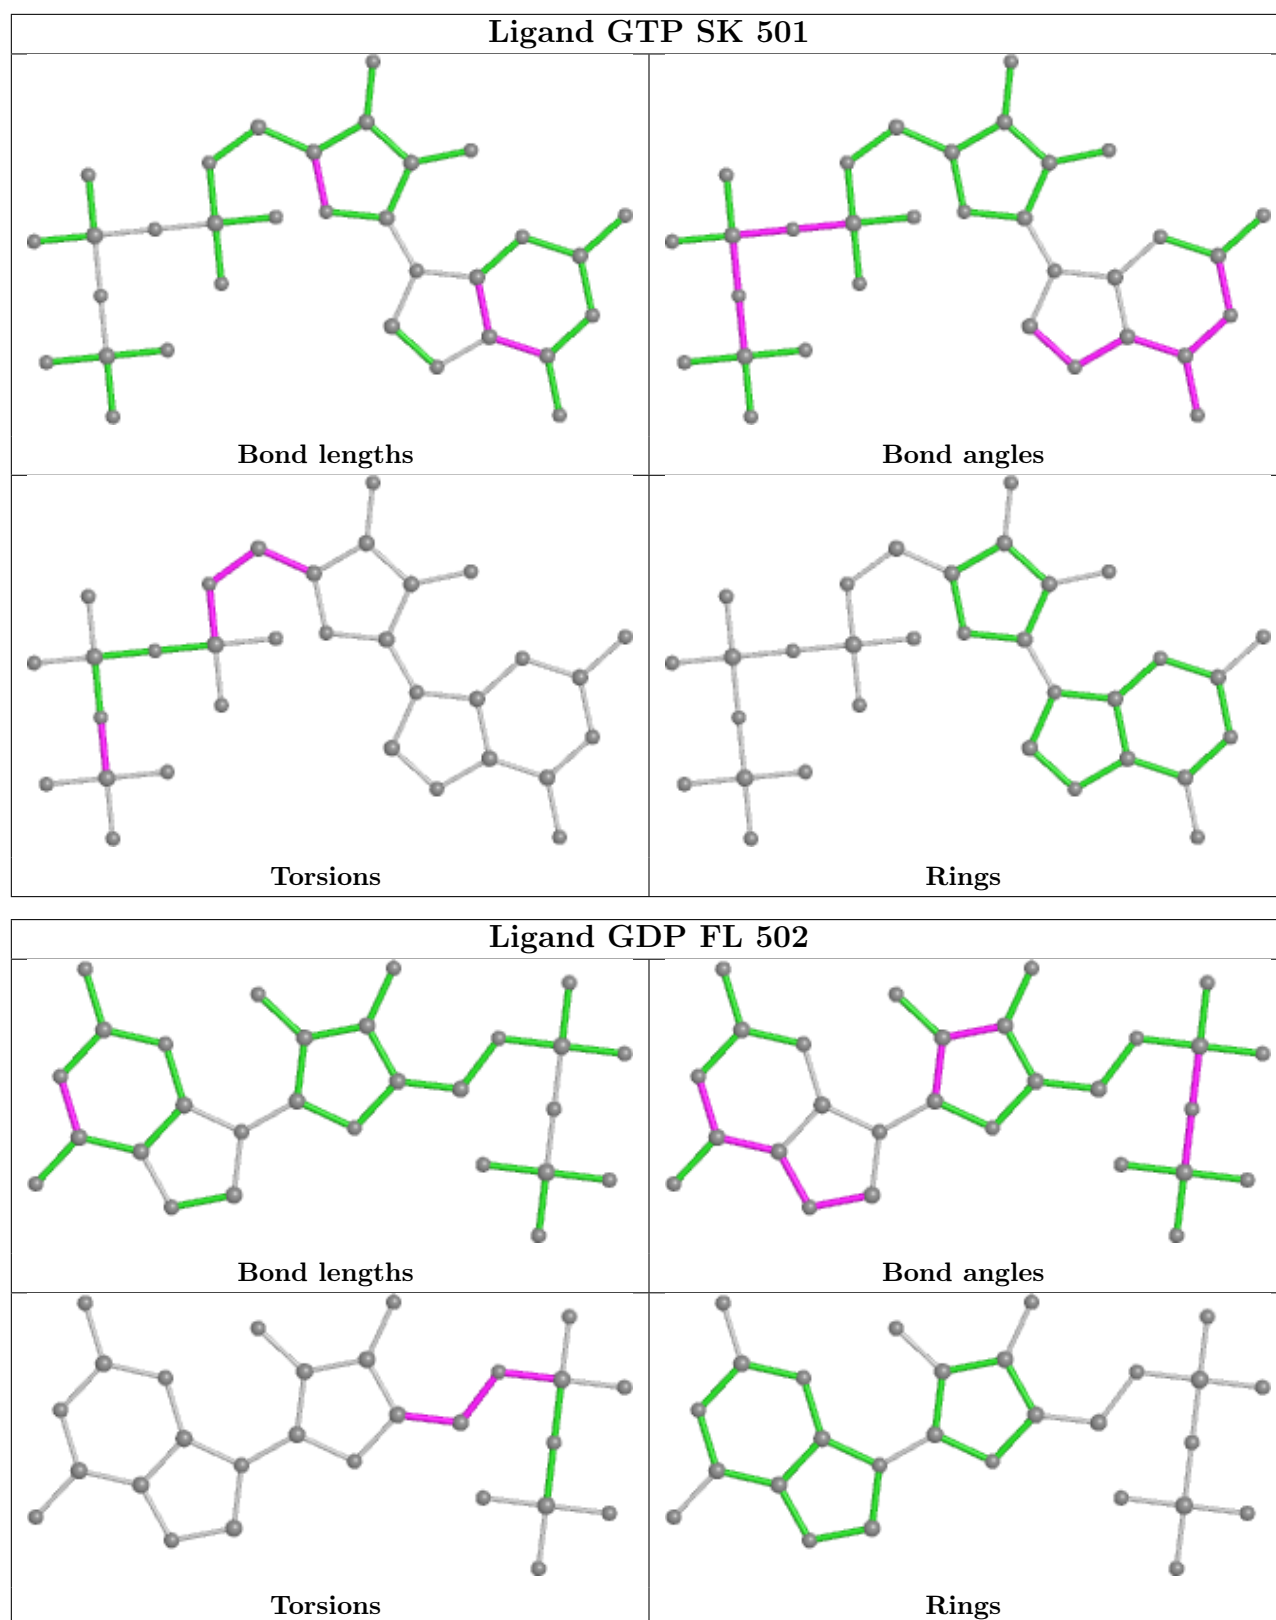 Ligand GTP SK 501
Bond lengths
Bond angles
Torsions
Rings
Ligand GDP FL 502
Bond lengths
Bond angles
Torsions
Rings